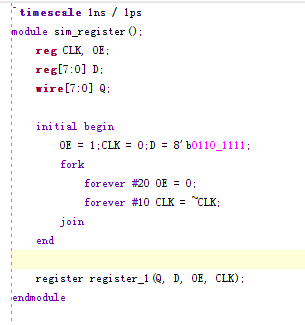 `timescale 1ns / 1ps
module sim_register();
reg CLK, OE;
reg[7:0] D;
wire[7:0] Q;
initial begin
OE = 1;CLK = 0;D = 8'b0110_1111;
fork
forever #20 OE = 0;
forever #10 CLK = ~CLK;
join
end
register register_1(Q, D, OE, CLK);
endmodule